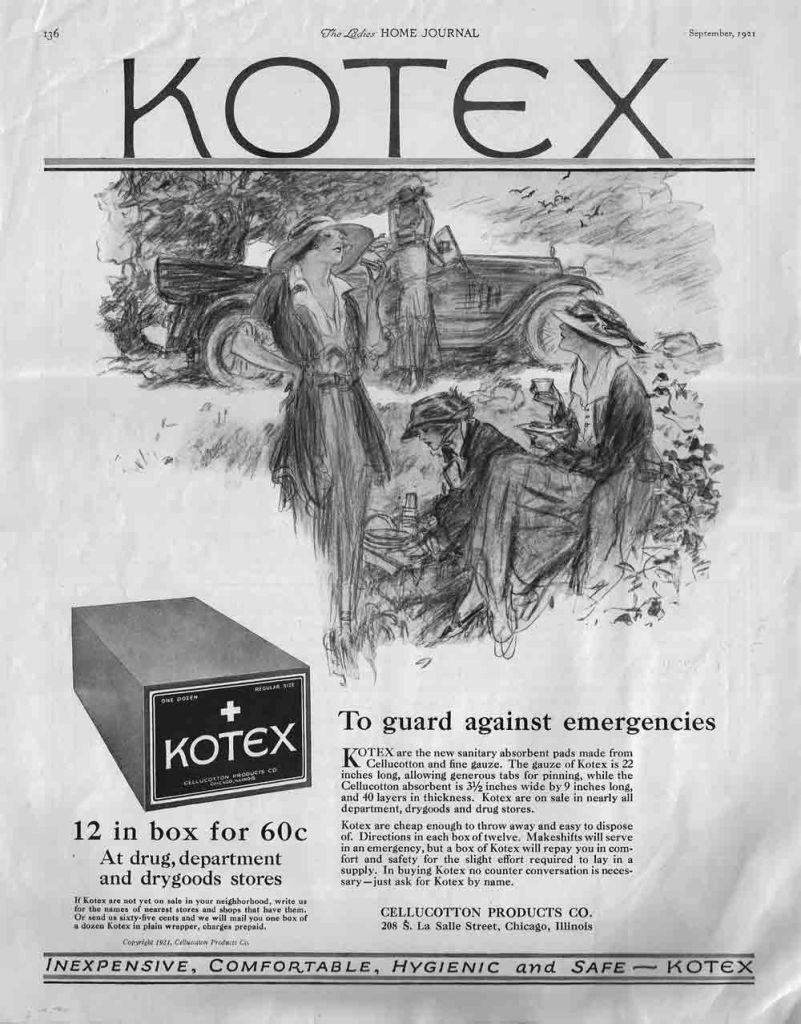 136
The Ladies HOME JOURNAL
September, 1921
KOTEX
ONE DOZEN
REGULAR SIZE
KOTEX
CELLUCOTTON PRODUCTS CO.
CHICAGO, ILLINOIS
12 in box for 60c
At drug, department
and drygoods stores
If Kotex are not yet on sale in your neighborhood, write us
for the names of nearest stores and shops that have them.
Or send us sixty-five cents and we will mail you one box of
a dozen Kotex in plain wrapper, charges prepaid.
Copyright 1921, Cellucotton Products Co.
To guard against emergencies
KOTEX are the new sanitary absorbent pads made from
Cellucotton and fine gauze. The gauze of Kotex is 22
inches long, allowing generous tabs for pinning, while the
Cellucotton absorbent is 3½ inches wide by 9 inches long,
and 40 layers in thickness. Kotex are on sale in nearly all
department, drygoods and drug stores.
Kotex are cheap enough to throw away and easy to dispose
of. Directions in each box of twelve. Makeshifts will serve
in an emergency, but a box of Kotex will repay you in com-
fort and safety for the slight effort required to lay in a
supply. In buying Kotex no counter conversation is neces-
sary—just ask for Kotex by name.
CELLUCOTTON PRODUCTS CO.
208 S. La Salle Street, Chicago, Illinois
INEXPENSIVE, COMFORTABLE, HYGIENIC and SAFE — KOTEX